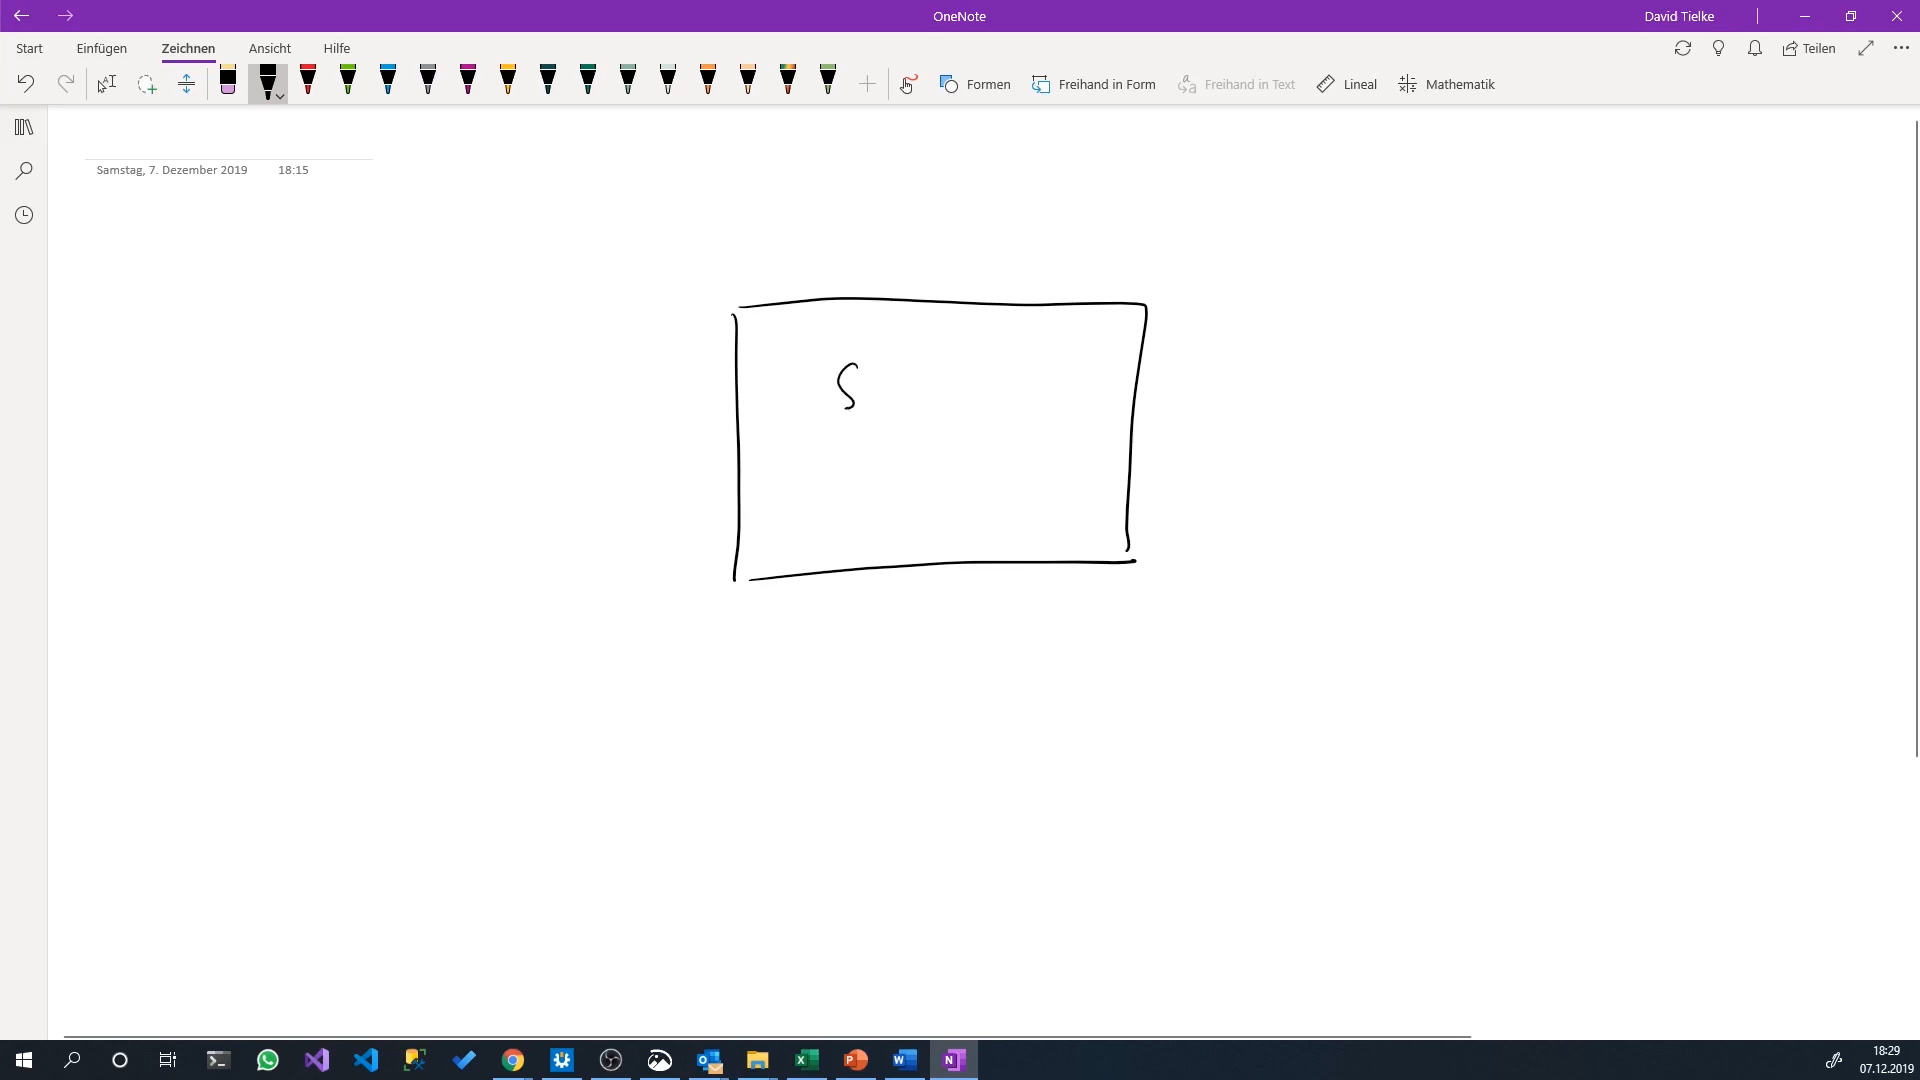 OneNote
David Tielke
Start Einfügen Zeichnen Ansicht Hilfe
Teilen
Formen Freihand in Form Freihand in Text Lineal Mathematik
Samstag, 7. Dezember 2019 18:15
S
18:29
07.12.2019